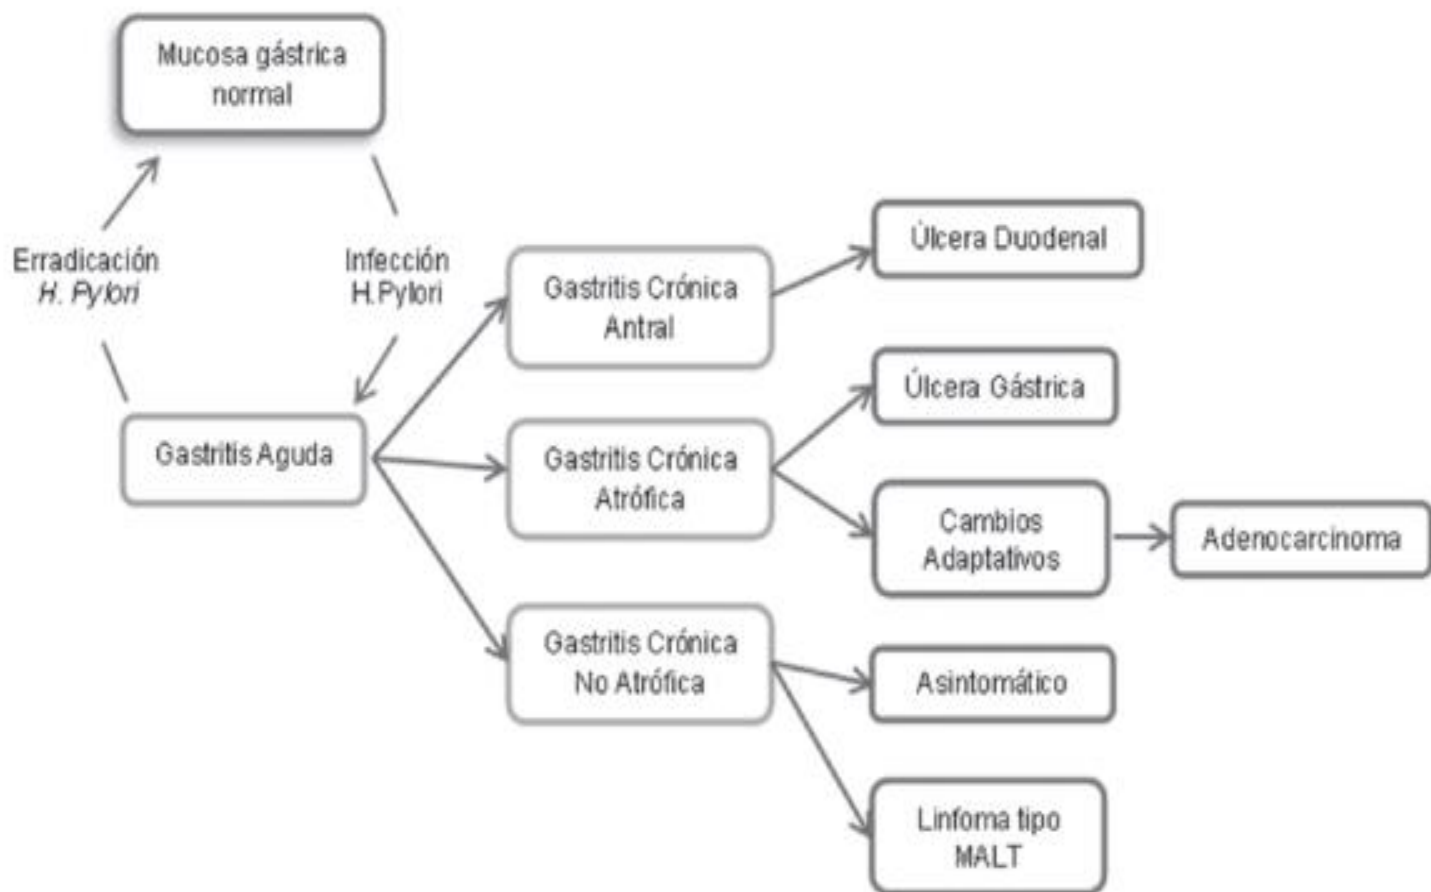 Mucosa gástrica
normal
Erradicación
H. Pylori
Infección
H.Pylori
Gastritis Aguda
Gastritis Crónica
Antral
Gastritis Crónica
Atrófica
Gastritis Crónica
No Atrófica
Úlcera Duodenal
Úlcera Gástrica
Cambios
Adaptativos
Adenocarcinoma
Asintomático
Linfoma tipo
MALT